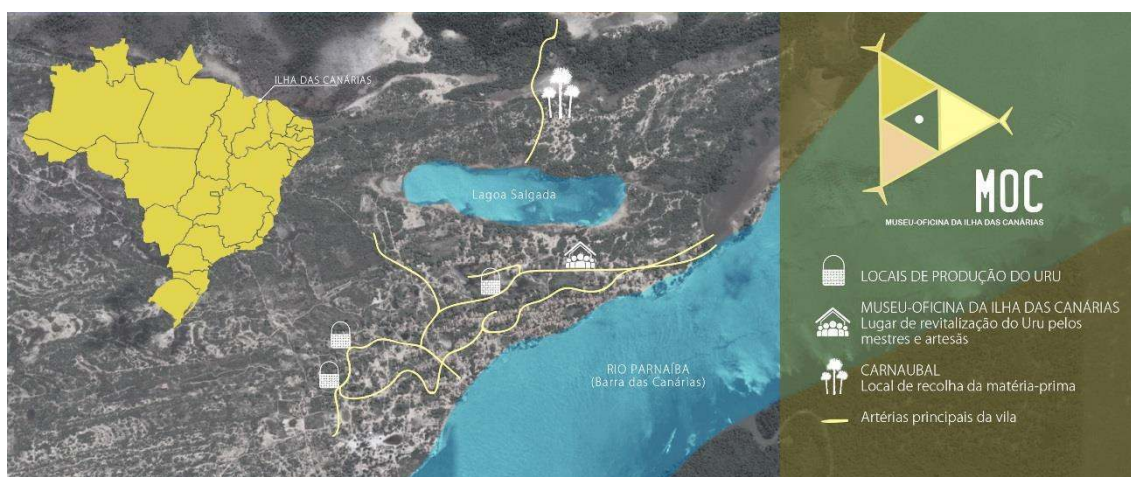 ILHA DAS CANÁRIAS
Lagoa Salgada
RIO PARNAÍBA
(Barra das Canárias)
MOC
MUSEU-OFICINA DA ILHA DAS CANÁRIAS
LOCAIS DE PRODUÇÃO DO URU
MUSEU-OFICINA DA ILHA DAS CANÁRIAS
Lugar de revitalização do Uru pelos
mestres e artesãs
CARNAUBAL
Local de recolha da matéria-prima
Artérias principais da vila